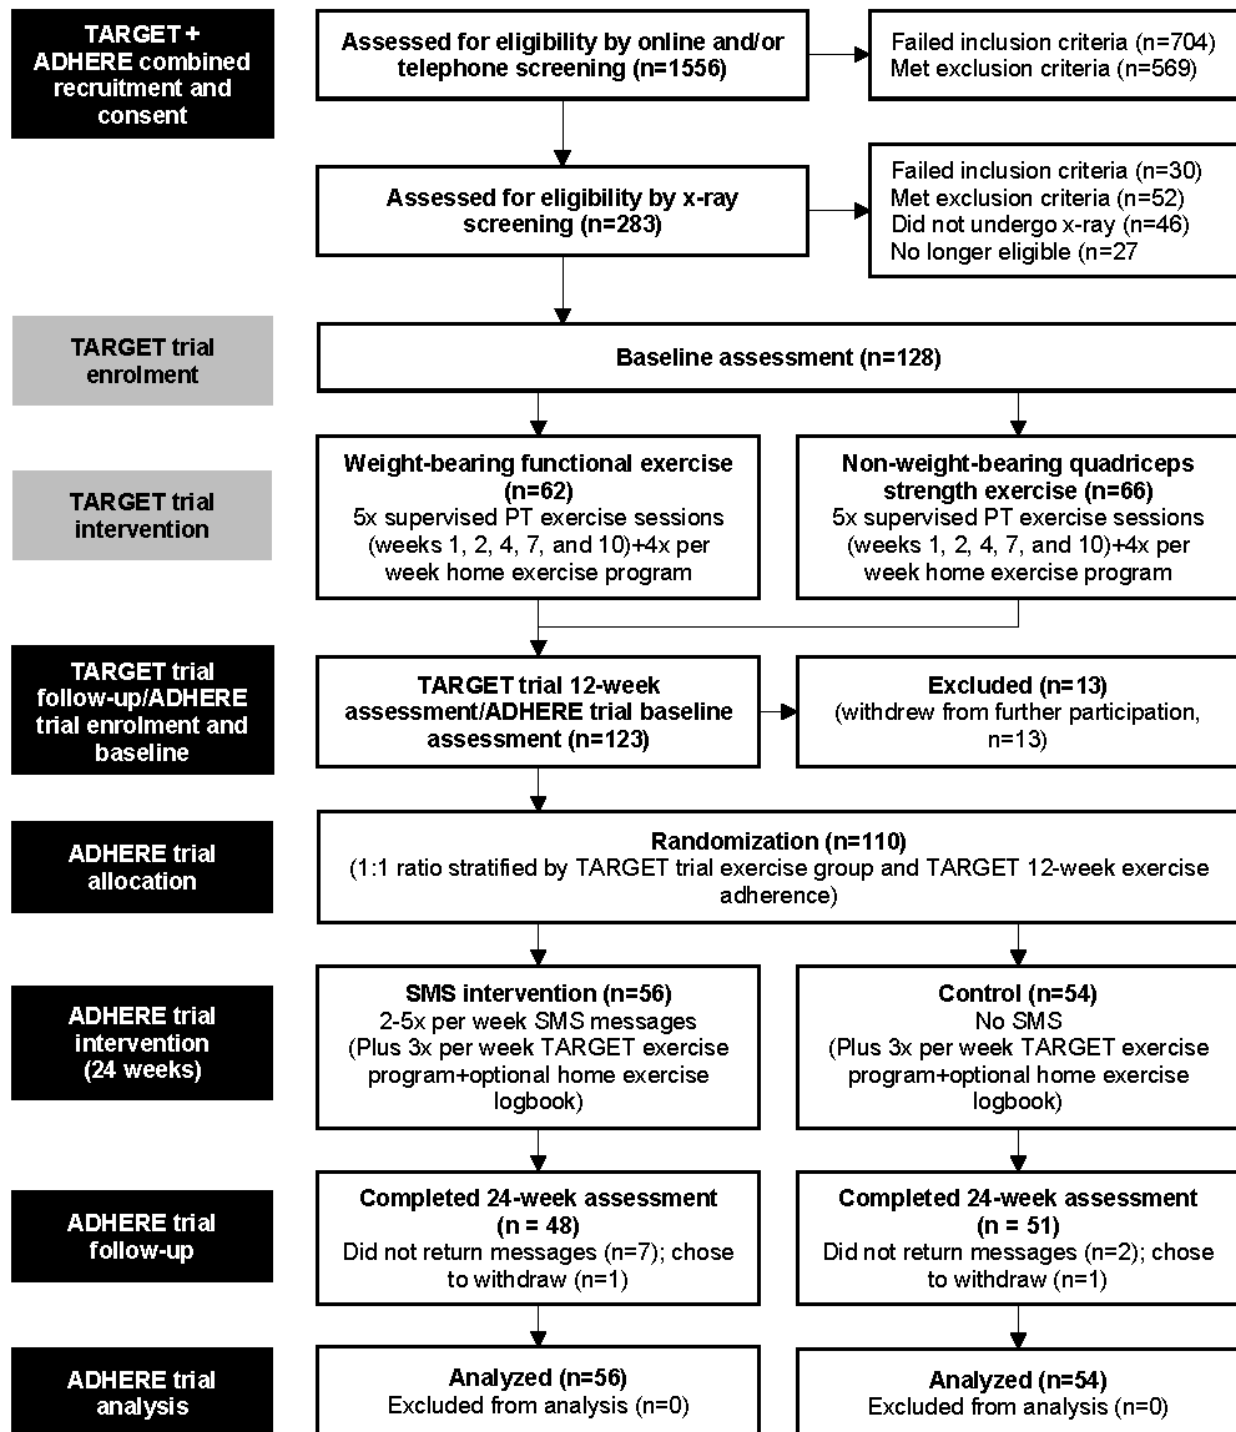 TARGET +
ADHERE combined
recruitment and
consent
Assessed for eligibility by online and/or
telephone screening (n=1556)
Failed inclusion criteria (n=704)
Met exclusion criteria (n=569)
Assessed for eligibility by x-ray
screening (n=283)
Failed inclusion criteria (n=30)
Met exclusion criteria (n=52)
Did not undergo x-ray (n=46)
No longer eligible (n=27
TARGET trial
enrolment
Baseline assessment (n=128)
TARGET trial
intervention
Weight-bearing functional exercise
(n=62)
5x supervised PT exercise sessions
(weeks 1, 2, 4, 7, and 10)+4x per
week home exercise program
Non-weight-bearing quadriceps
strength exercise (n=66)
5x supervised PT exercise sessions
(weeks 1, 2, 4, 7, and 10)+4x per
week home exercise program
TARGET trial
follow-up/ADHERE
trial enrolment and
baseline
TARGET trial 12-week
assessment/ADHERE trial baseline
assessment (n=123)
Excluded (n=13)
(withdrew from further participation,
n=13)
ADHERE trial
allocation
Randomization (n=110)
(1:1 ratio stratified by TARGET trial exercise group and TARGET 12-week exercise
adherence)
ADHERE trial
intervention
(24 weeks)
SMS intervention (n=56)
2-5x per week SMS messages
(Plus 3x per week TARGET exercise
program+optional home exercise
logbook)
Control (n=54)
No SMS
(Plus 3x per week TARGET exercise
program+optional home exercise
logbook)
ADHERE trial
follow-up
Completed 24-week assessment
(n = 48)
Did not return messages (n=7); chose
to withdraw (n=1)
Completed 24-week assessment
(n = 51)
Did not return messages (n=2); chose
to withdraw (n=1)
ADHERE trial
analysis
Analyzed (n=56)
Excluded from analysis (n=0)
Analyzed (n=54)
Excluded from analysis (n=0)